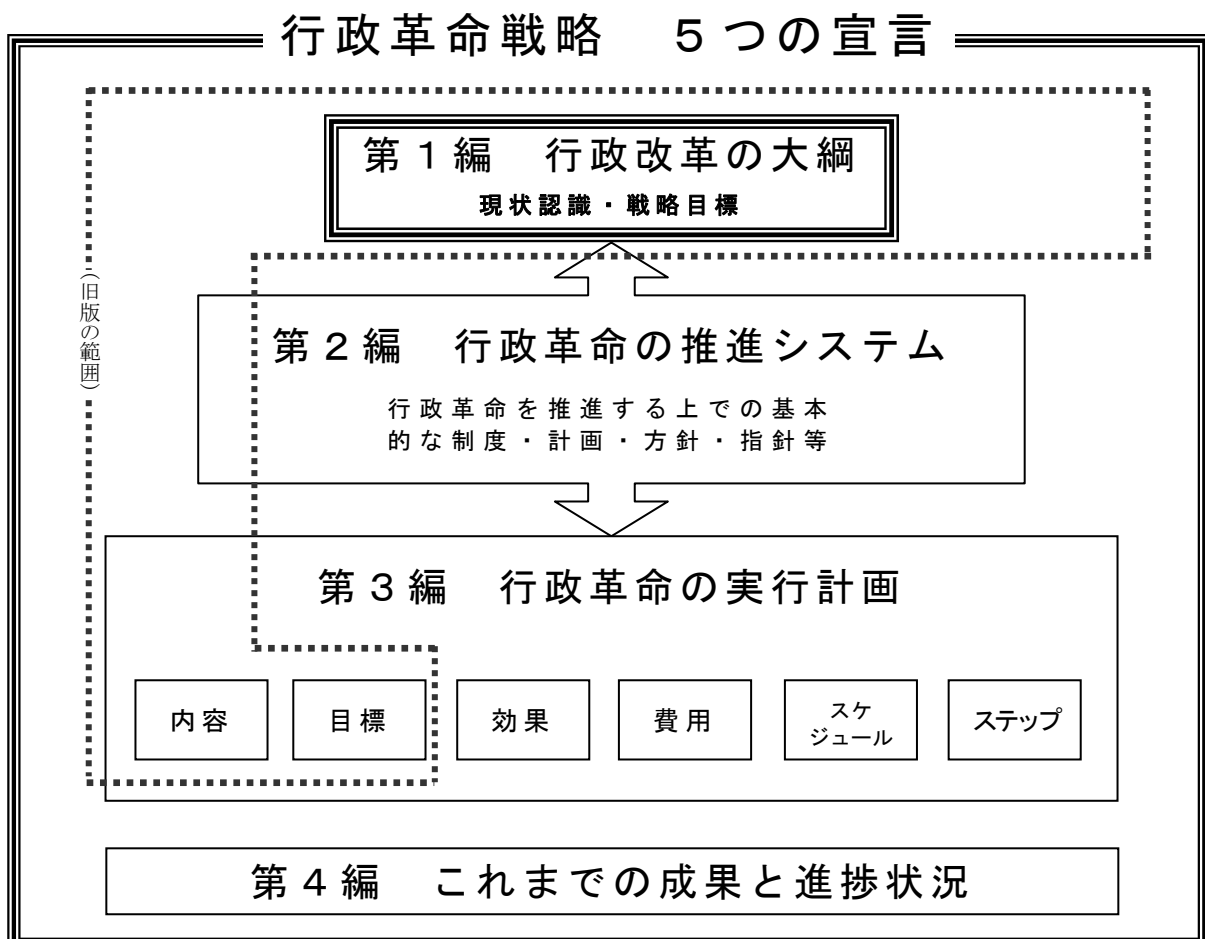 行政革命戦略　５つの宣言
第１編　行政改革の大綱
現状認識・戦略目標
（旧版の範囲）
第２編　行政革命の推進システム
行政革命を推進する上での基本
的な制度・計画・方針・指針等
第３編　行政革命の実行計画
内容
目標
効果
費用
スケ
ジュール
ステップ
第４編　これまでの成果と進捗状況